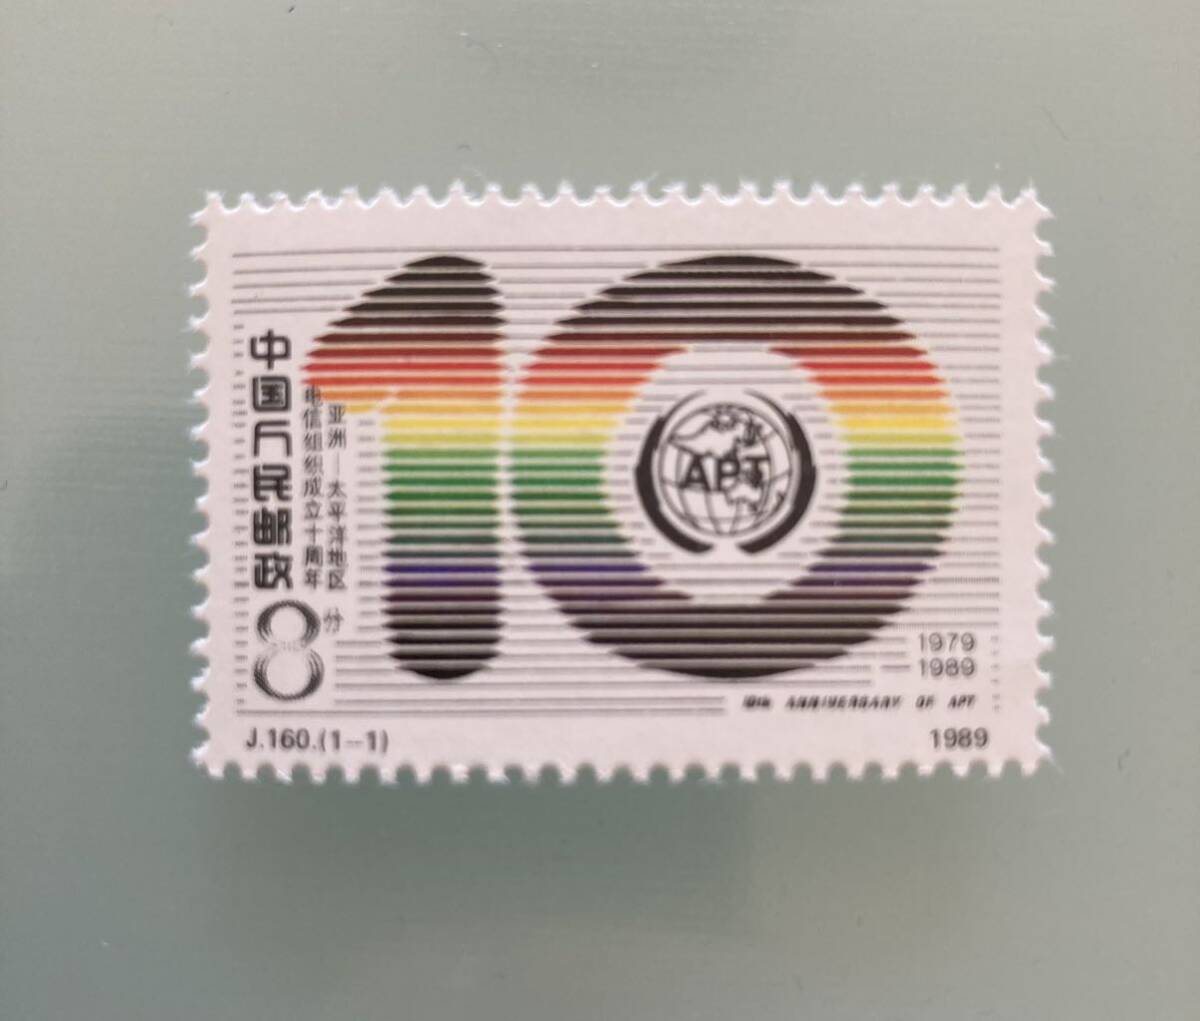 中国人民邮政
8分
亚洲—太平洋地区
电信组织成立十周年
10
APT
1979
—1989
10th ANNIVERSARY OF APT
J.160.(1-1)
1989